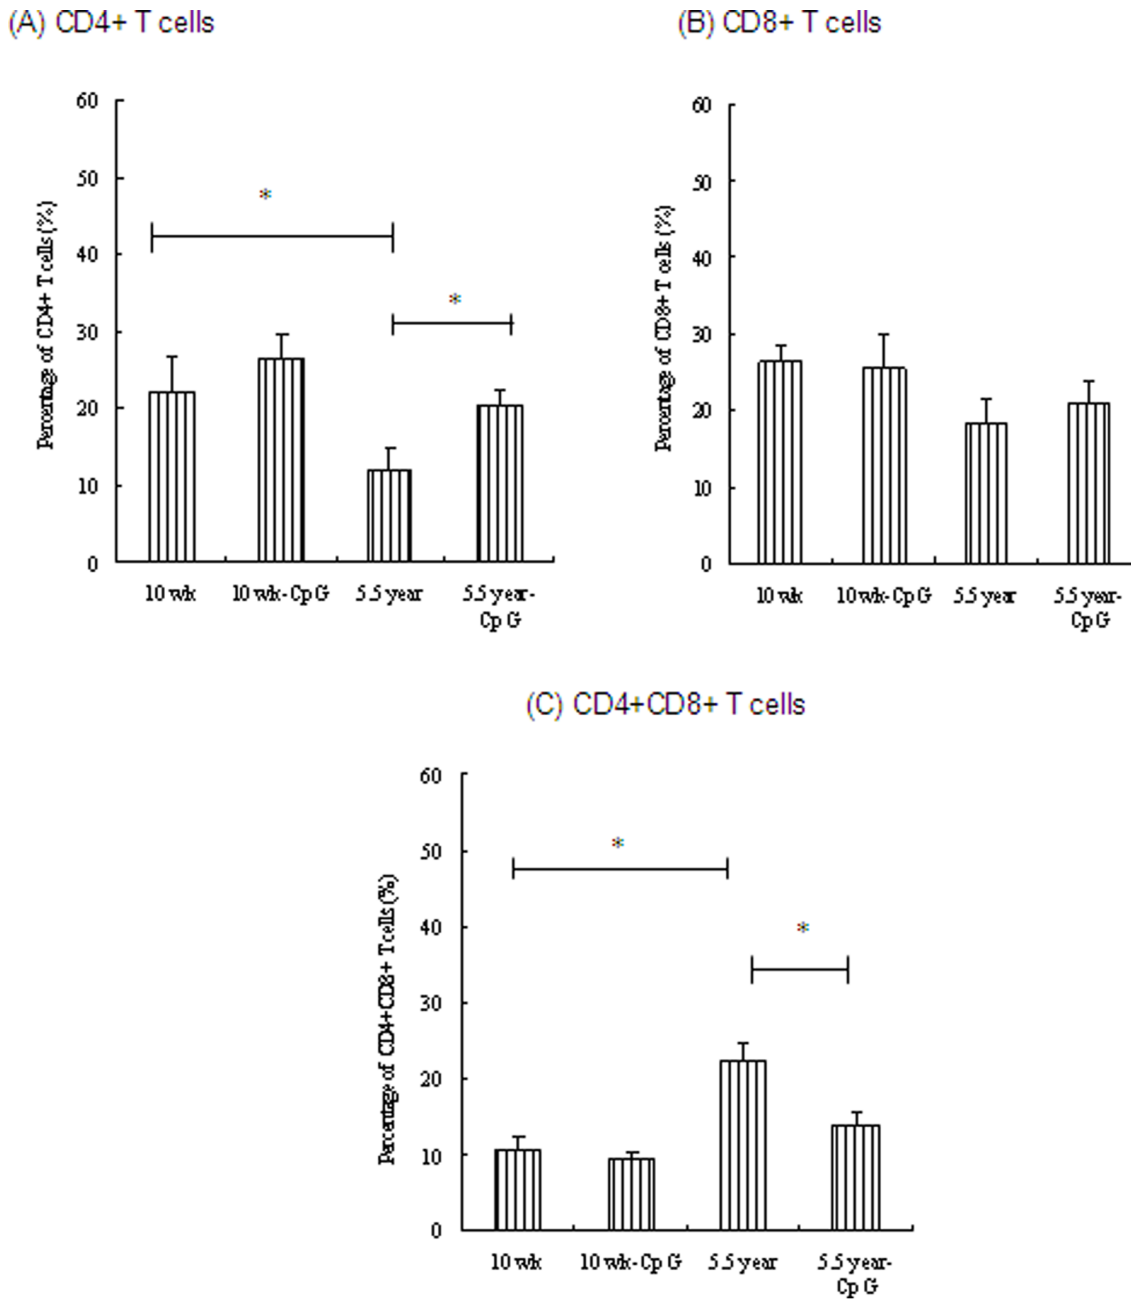 (A) CD4+ T cells
(B) CD8+ T cells
Percentage of CD4+ T cells (%)
60
50
40
30
20
10
0
*
*
10 wk
10 wk-CpG
5.5 year
5.5 year-
CpG
Percentage of CD8+ T cells (%)
60
50
40
30
20
10
0
10 wk
10 wk-CpG
5.5 year
5.5 year-
CpG
(C) CD4+CD8+ T cells
Percentage of CD4+CD8+ T cells (%)
60
50
40
30
20
10
0
*
*
10 wk
10 wk-CpG
5.5 year
5.5 year-
CpG